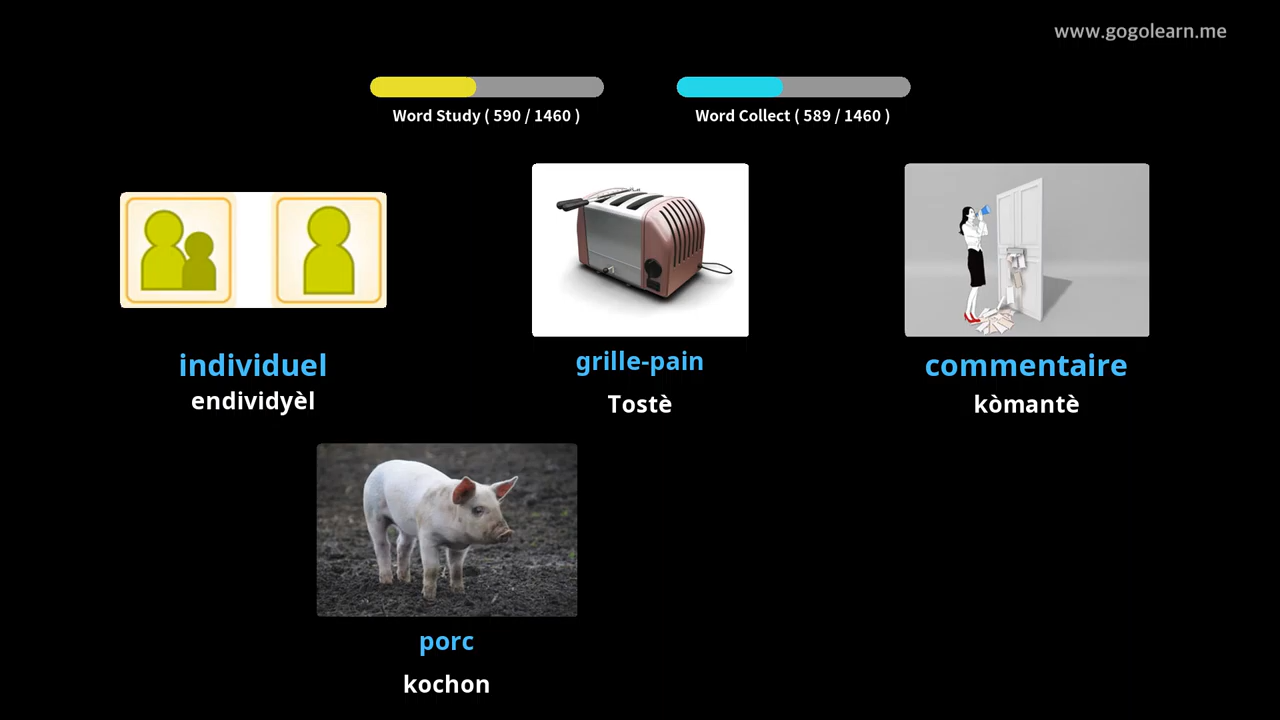 www.gogolearn.me
Word Study ( 590 / 1460 )
Word Collect ( 589 / 1460 )
individuel
endividyèl
grille-pain
Tostè
commentaire
kòmantè
porc
kochon